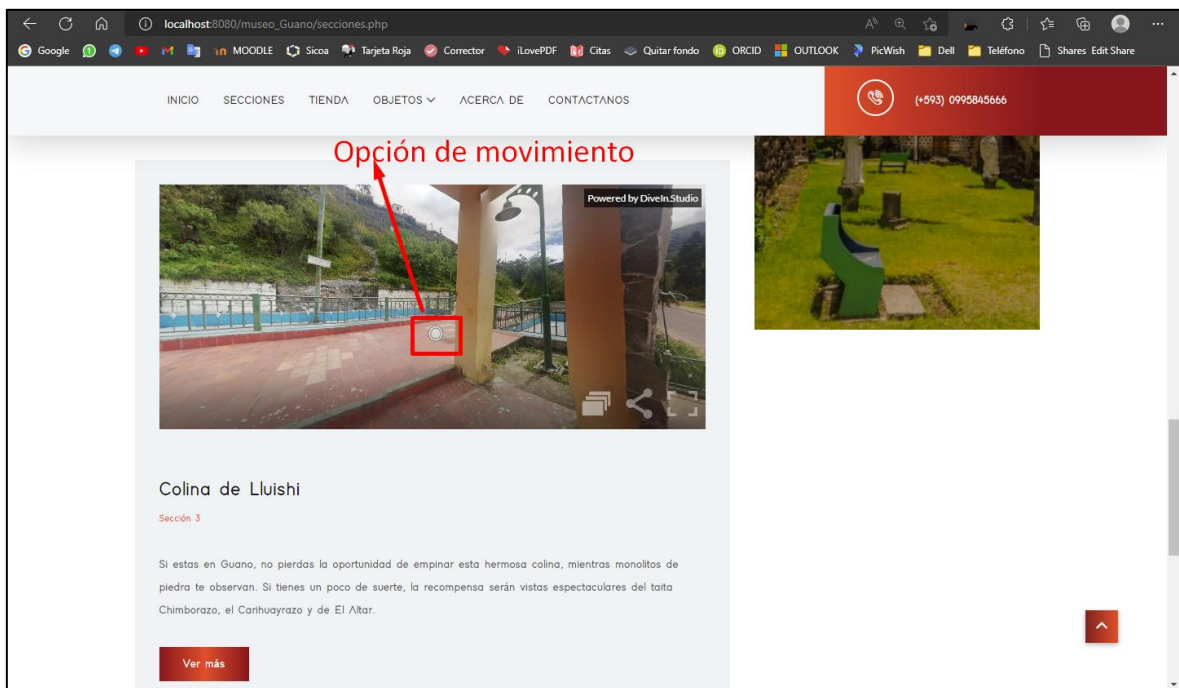 localhost:8080/museo_Guano/secciones.php
Google MOODLE Sicoa Tarjeta Roja Corrector iLovePDF Citas Quitar fondo ORCID OUTLOOK PicWish Dell Teléfono Shares Edit Share
INICIO SECCIONES TIENDA OBJETOS ACERCA DE CONTACTANOS (+593) 0995845666
Opción de movimiento
Powered by DiveIn.Studio
Colina de Lluishi
Sección 3
Si estas en Guano, no pierdas la oportunidad de empinar esta hermosa colina, mientras monolitos de
piedra te observan. Si tienes un poco de suerte, la recompensa serán vistas espectaculares del taita
Chimborazo, el Carihuayrazo y de El Altar.
Ver más